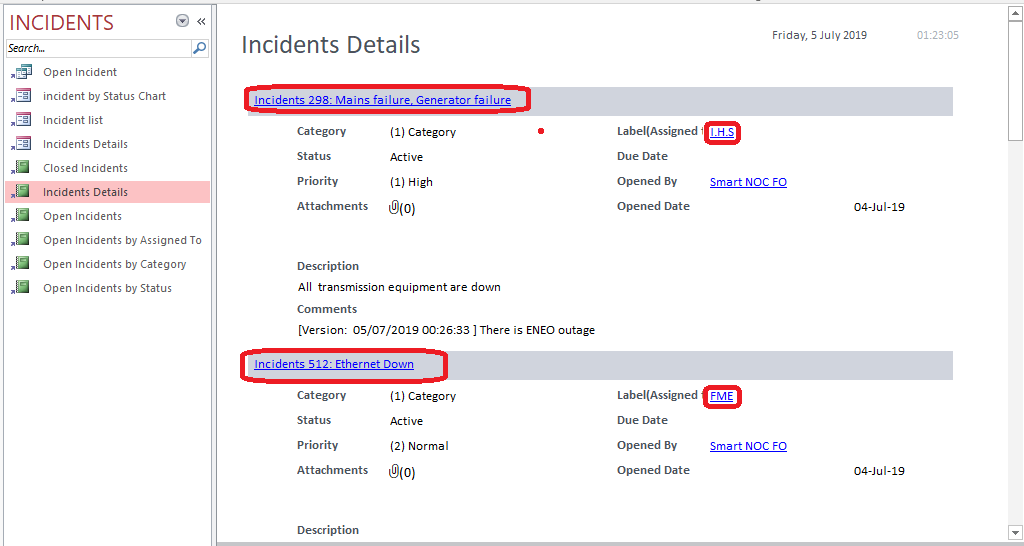 INCIDENTS
«
Search...
Open Incident
incident by Status Chart
Incident list
Incidents Details
Closed Incidents
Incidents Details
Open Incidents
Open Incidents by Assigned To
Open Incidents by Category
Open Incidents by Status
Incidents Details
Friday, 5 July 2019 01:23:05
Incidents 298: Mains failure, Generator failure
Category (1) Category Label(Assigned I.H.S
Status Active Due Date
Priority (1) High Opened By Smart NOC FO
Attachments (0) Opened Date 04-Jul-19
Description
All transmission equipment are down
Comments
[Version: 05/07/2019 00:26:33 ] There is ENEO outage
Incidents 512: Ethernet Down
Category (1) Category Label(Assigned FME
Status Active Due Date
Priority (2) Normal Opened By Smart NOC FO
Attachments (0) Opened Date 04-Jul-19
Description